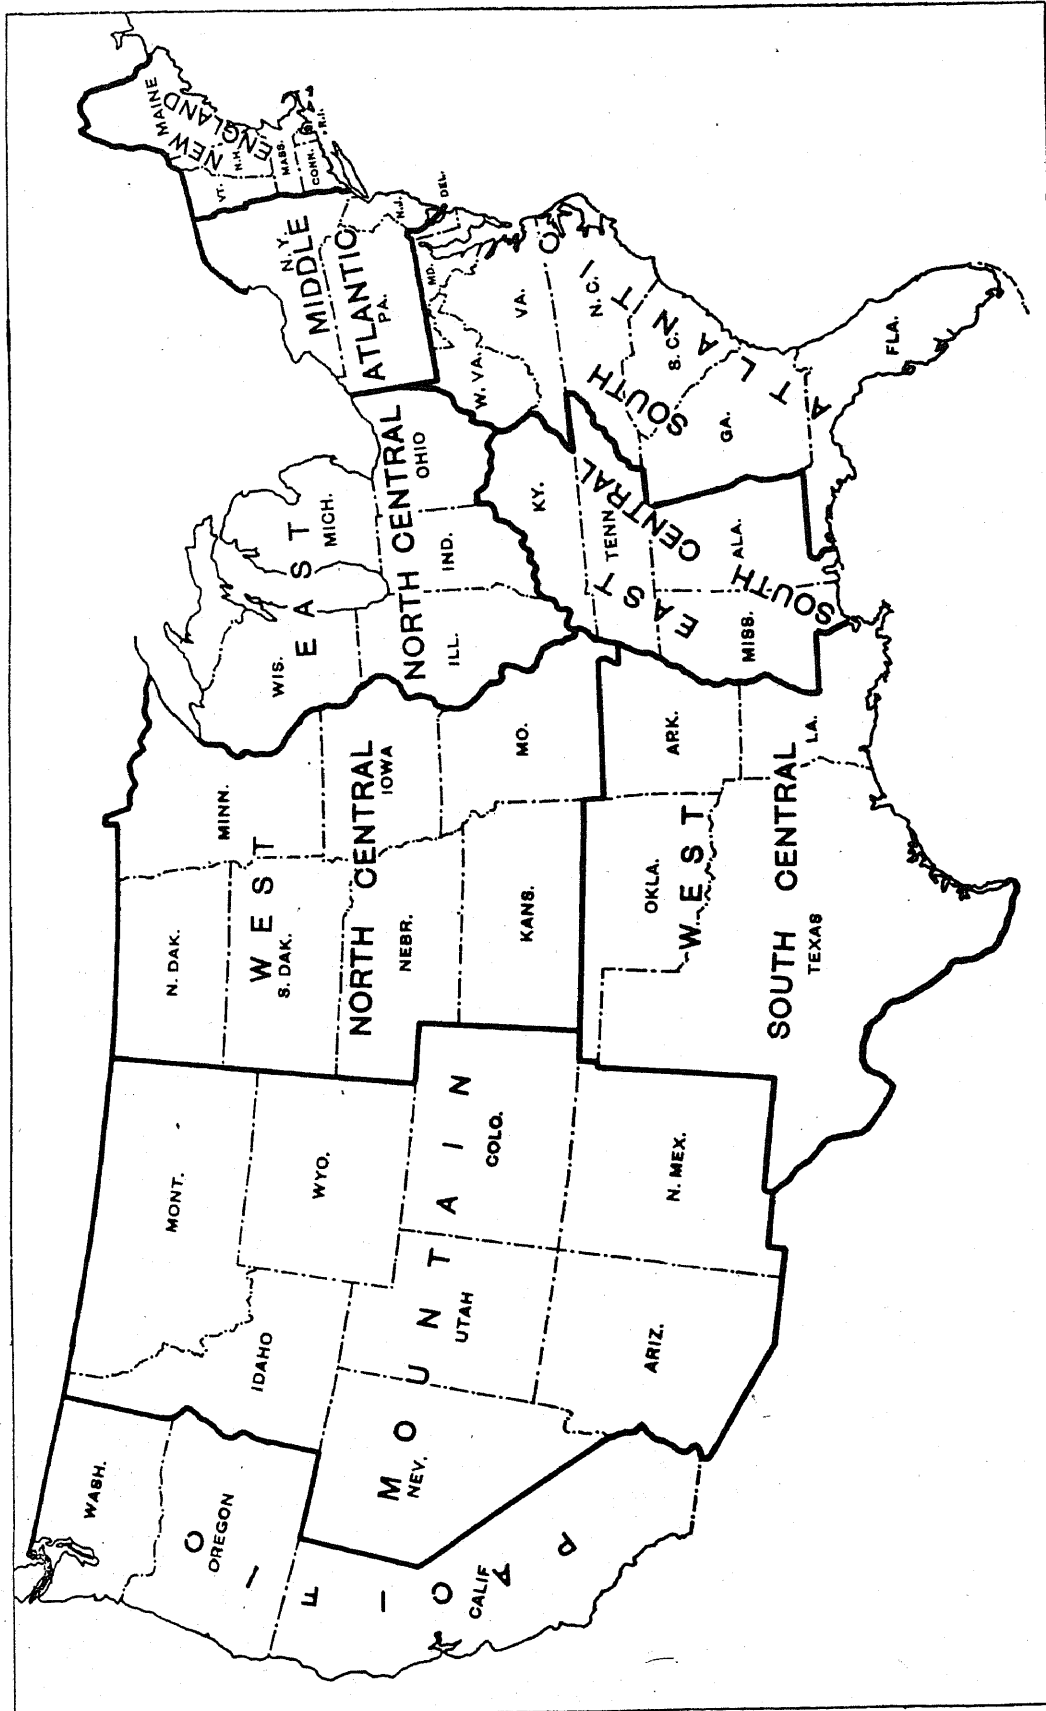 PACIFIC
WASH.
OREGON
CALIF
MOUNTAIN
MONT.
IDAHO
WYO.
NEV.
UTAH
COLO.
ARIZ.
N. MEX.
WEST
NORTH CENTRAL
N. DAK.
S. DAK.
MINN.
NEBR.
IOWA
KANS.
MO.
WEST
SOUTH CENTRAL
OKLA.
ARK.
TEXAS
LA.
EAST
NORTH CENTRAL
WIS.
MICH.
ILL.
IND.
OHIO
EAST
SOUTH CENTRAL
KY.
TENN.
MISS.
ALA.
SOUTH
ATLANTIC
W. VA.
VA.
MD.
DEL.
N. C.
S. C.
GA.
FLA.
MIDDLE
ATLANTIC
N. Y.
PA.
N.J.
NEW
ENGLAND
MAINE
VT.
N.H.
MASS.
CONN.
R.I.